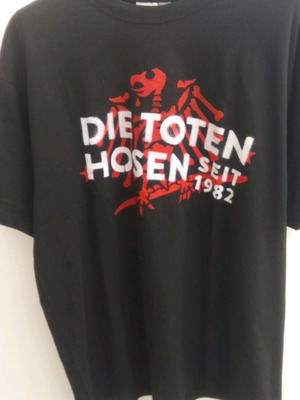 DIE TOTEN
HOSEN SEIT
1982